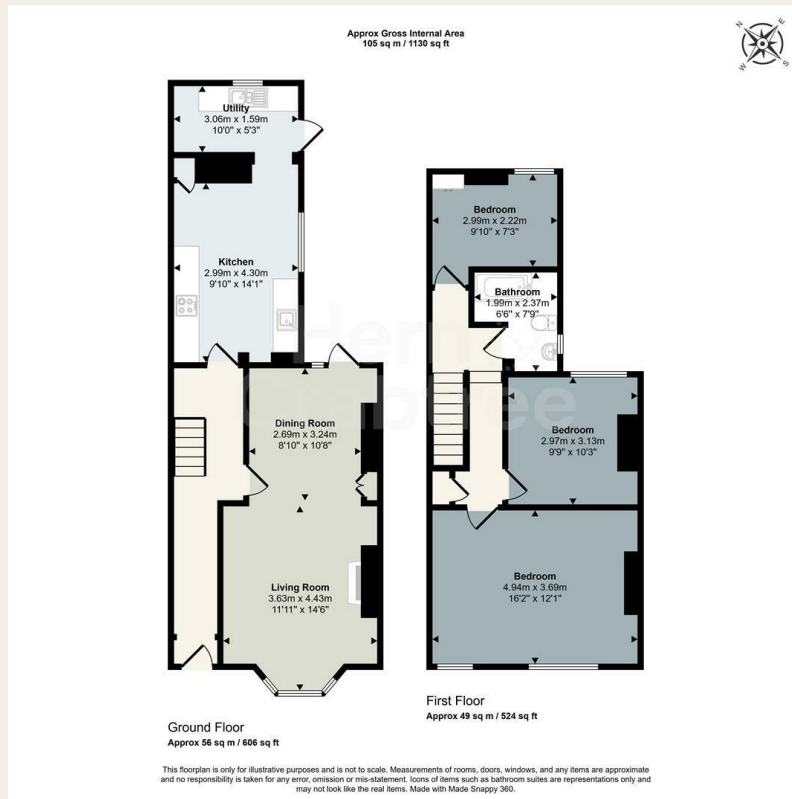 Approx Gross Internal Area
105 sq m / 1130 sq ft
N
E
W
S
Utility
3.06m x 1.59m
10'0" x 5'3"
Bedroom
2.99m x 2.22m
9'10" x 7'3"
Kitchen
2.99m x 4.30m
9'10" x 14'1"
Bathroom
1.99m x 2.37m
6'6" x 7'9"
Hern
Crabtree
Dining Room
2.69m x 3.24m
8'10" x 10'8"
Bedroom
2.97m x 3.13m
9'9" x 10'3"
Living Room
3.63m x 4.43m
11'11" x 14'6"
Bedroom
4.94m x 3.69m
16'2" x 12'1"
Ground Floor
Approx 56 sq m / 606 sq ft
First Floor
Approx 49 sq m / 524 sq ft
This floorplan is only for illustrative purposes and is not to scale. Measurements of rooms, doors, windows, and any items are approximate
and no responsibility is taken for any error, omission or mis-statement. Icons of items such as bathroom suites are representations only and
may not look like the real items. Made with Made Snappy 360.